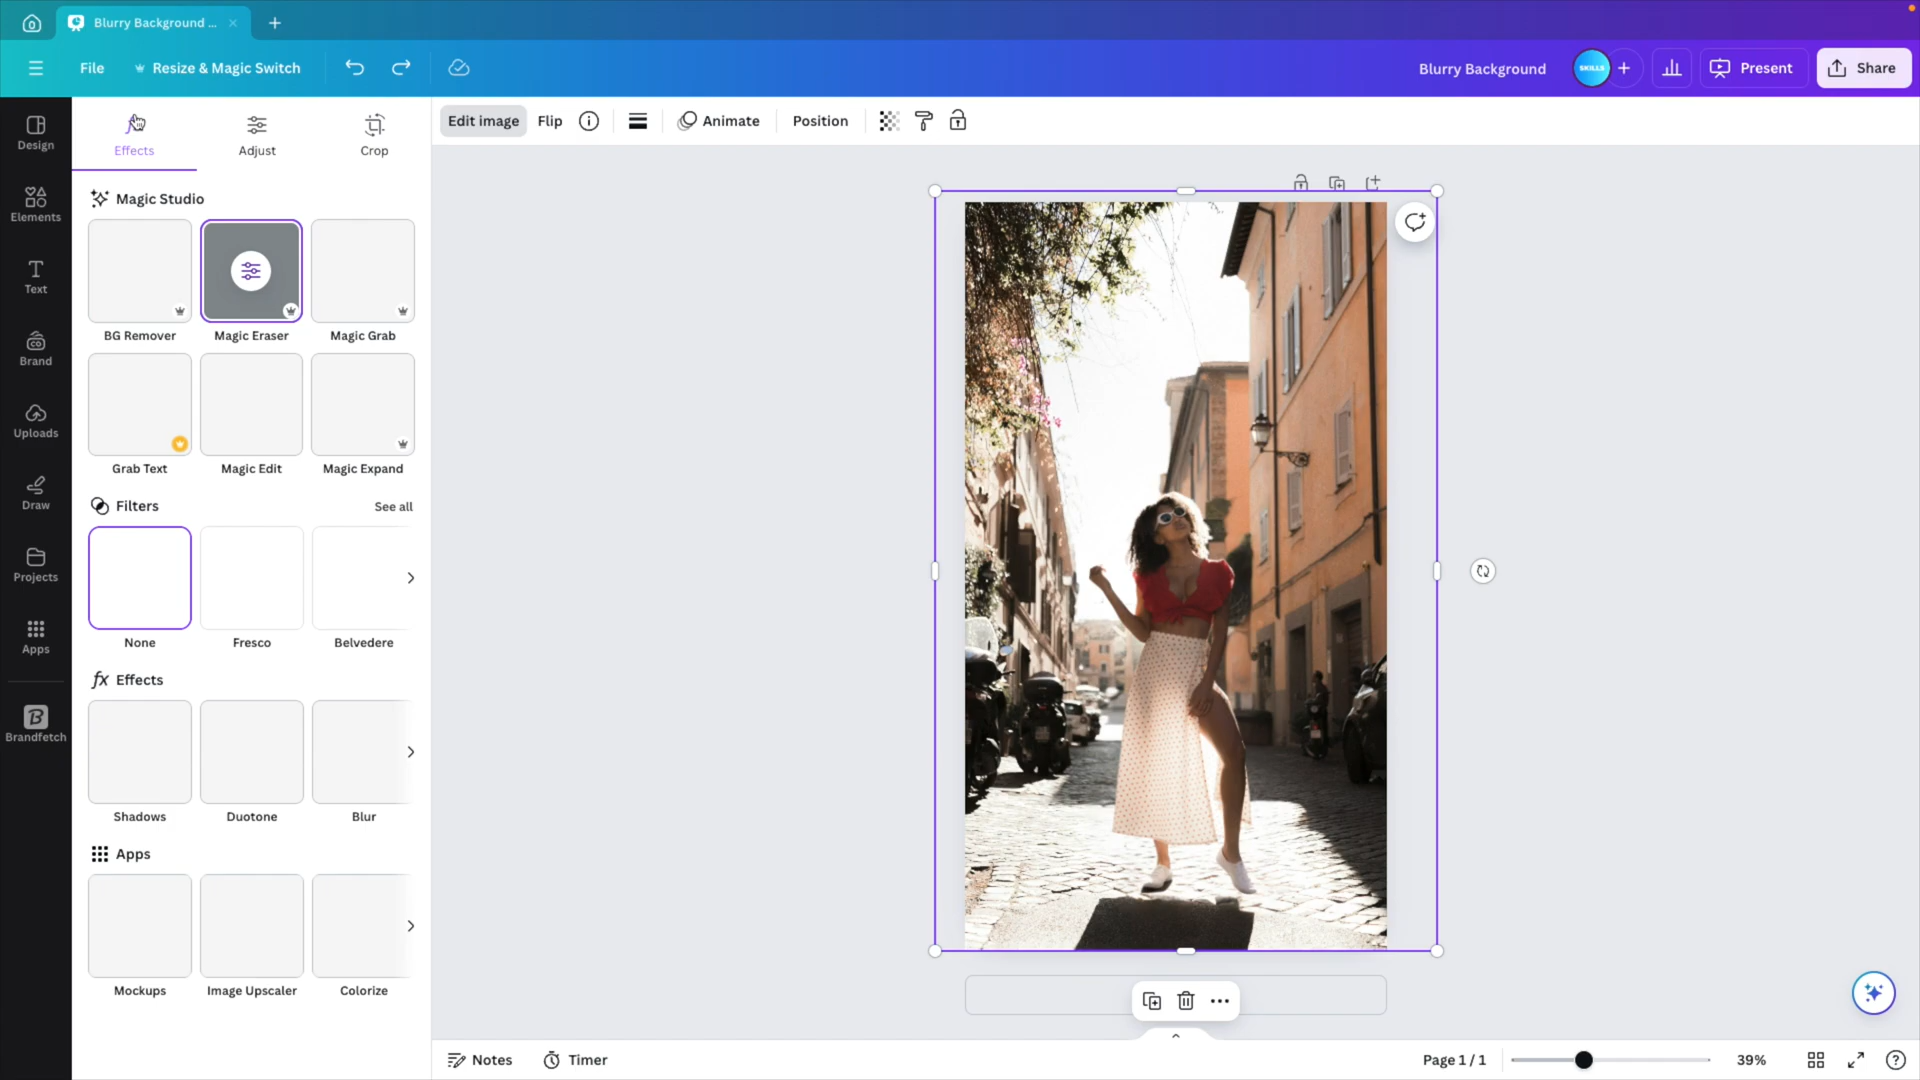 Blurry Background ...
File
Resize & Magic Switch
Blurry Background
SKILLS
Present
Share
Design
Elements
Text
Brand
Uploads
Draw
Projects
Apps
Brandfetch
Effects
Adjust
Crop
Edit image
Flip
Animate
Position
Magic Studio
BG Remover
Magic Eraser
Magic Grab
Grab Text
Magic Edit
Magic Expand
Filters
See all
None
Fresco
Belvedere
fx Effects
Shadows
Duotone
Blur
Apps
Mockups
Image Upscaler
Colorize
Notes
Timer
Page 1 / 1
39%